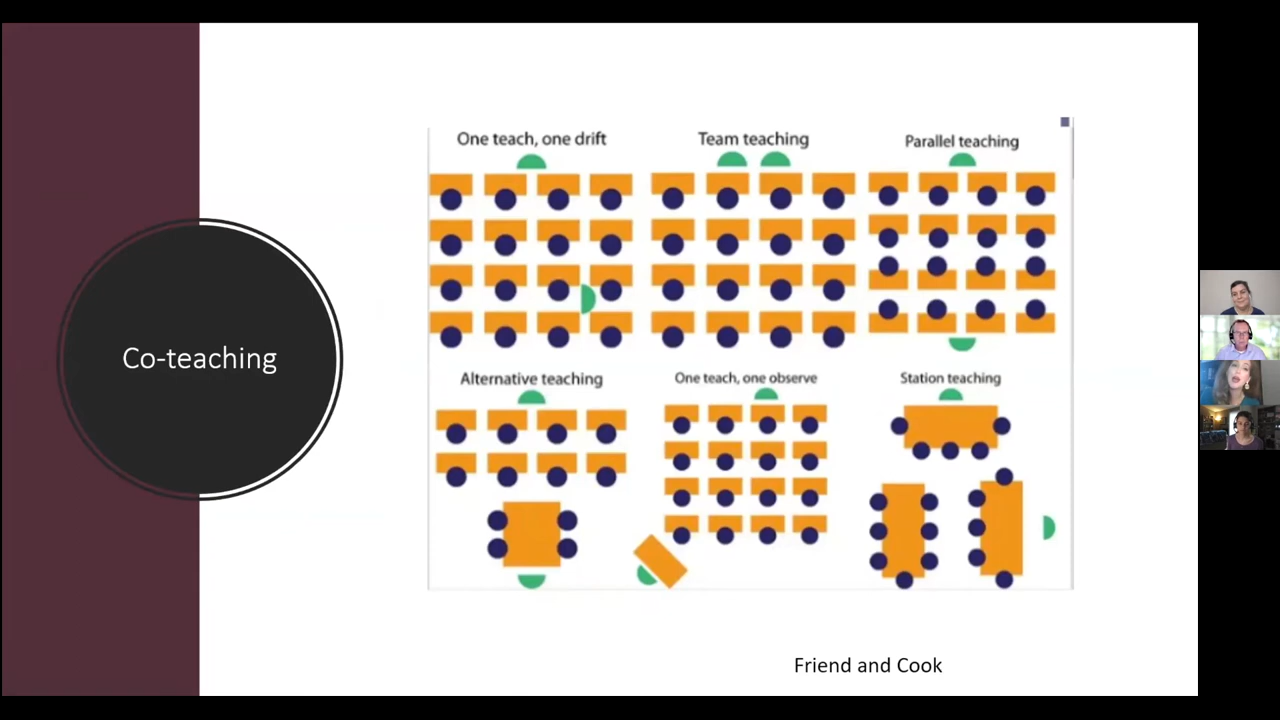 Co-teaching
One teach, one drift
Team teaching
Parallel teaching
Alternative teaching
One teach, one observe
Station teaching
Friend and Cook